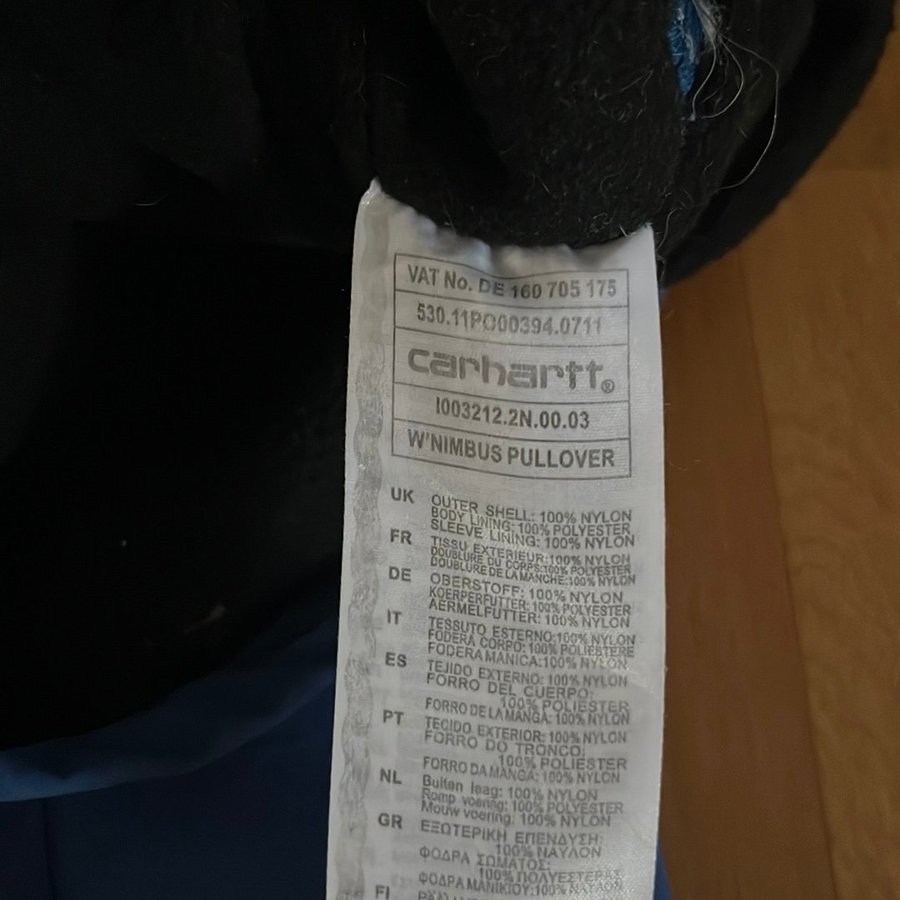 VAT No. DE 160 705 175
530.11PO00394.0711
carhartt®
I003212.2N.00.03
W'NIMBUS PULLOVER
UK OUTER SHELL: 100% NYLON
BODY LINING: 100% POLYESTER
SLEEVE LINING: 100% NYLON
FR TISSU EXTERIEUR:100% NYLON
DOUBLURE DU CORPS:100% POLYESTER
DOUBLURE DE LA MANCHE:100% NYLON
DE OBERSTOFF: 100% NYLON
KOERPERFUTTER: 100% POLYESTER
AERMELFUTTER: 100% NYLON
IT TESSUTO ESTERNO:100% NYLON
FODERA CORPO: 100% POLIESTERE
FODERA MANICA:100% NYLON
ES TEJIDO EXTERNO: 100% NYLON
FORRO DEL CUERPO:
100% POLIESTER
FORRO DE LA MANGA: 100% NYLON
PT TECIDO EXTERIOR: 100% NYLON
FORRO DO TRONCO:
100% POLIESTER
FORRO DA MANGA: 100% NYLON
NL Buiten laag: 100% NYLON
Romp voering: 100% POLYESTER
Mouw voering: 100% NYLON
GR ΕΞΩΤΕΡΙΚΗ ΕΠΕΝΔΥΣΗ:
100% ΝΑΥΛΟΝ
ΦΟΔΡΑ ΣΩΜΑΤΟΣ:
100% ΠΟΛΥΕΣΤΕΡΑΣ
ΦΟΔΡΑ ΜΑΝΙΚΙΟΥ:100% ΝΑΥΛΟΝ
FI